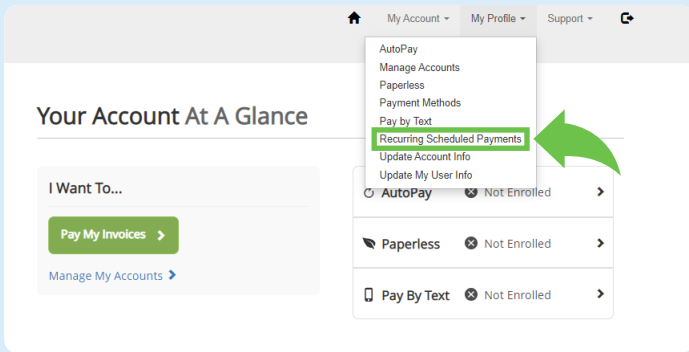 My Account My Profile Support
AutoPay
Manage Accounts
Paperless
Payment Methods
Pay by Text
Recurring Scheduled Payments
Update Account Info
Update My User Info
Your Account At A Glance
I Want To...
Pay My Invoices
Manage My Accounts
AutoPay Not Enrolled
Paperless Not Enrolled
Pay By Text Not Enrolled